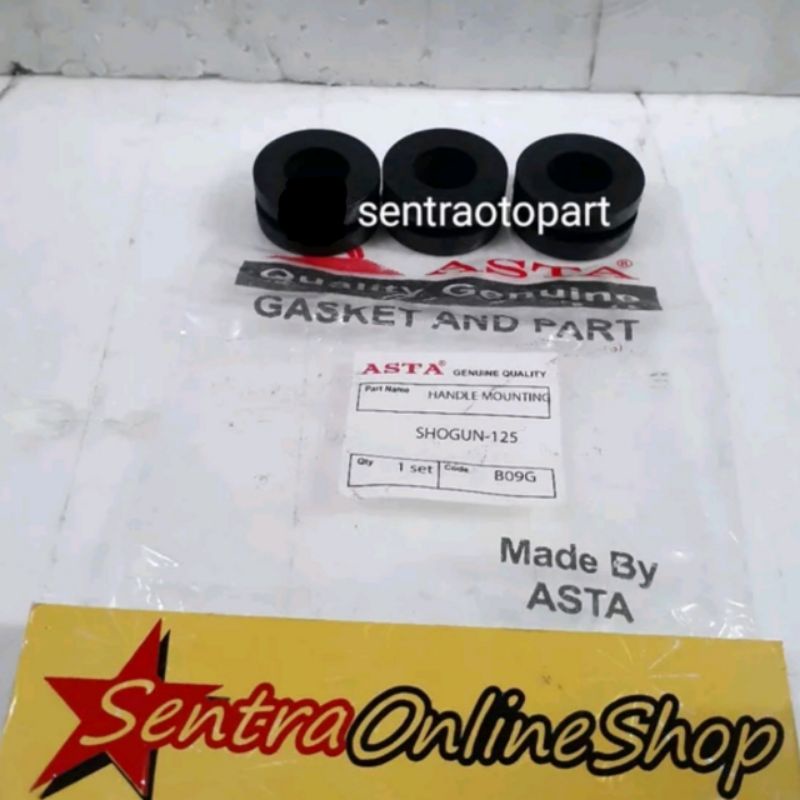 sentraotopart
ASTA®
Quality Genuine
GASKET AND PART
ASTA® GENUINE QUALITY
Part Name HANDLE MOUNTING
SHOGUN-125
Qty 1 set Code B09G
Made By
ASTA
SentraOnlineShop